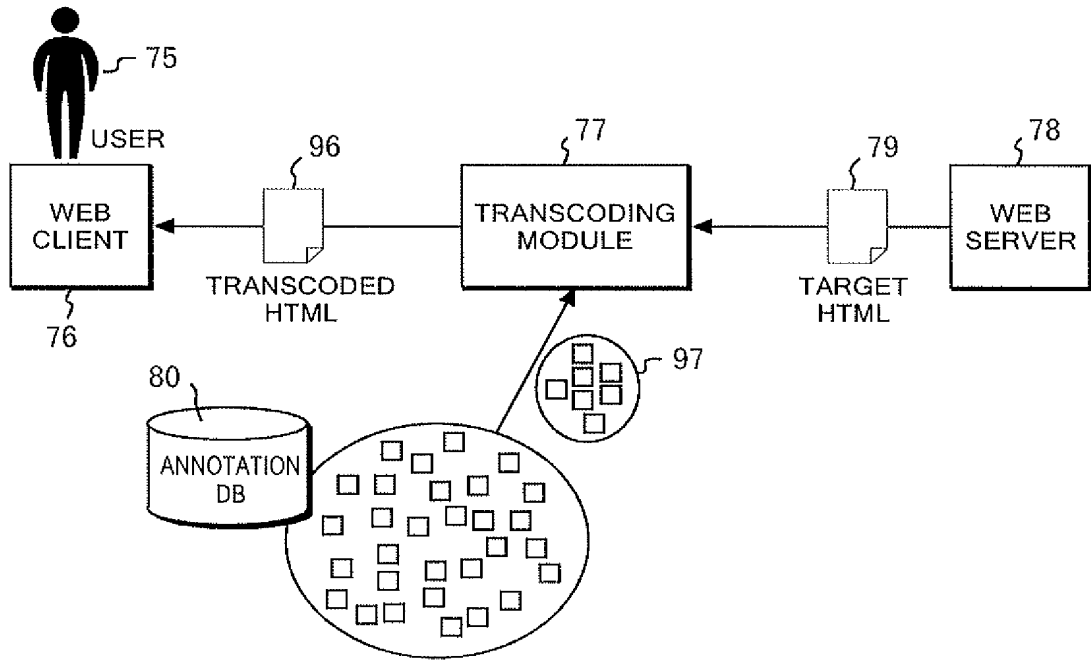 75
USER
96
77
79
78
WEB
CLIENT
TRANSCODING
MODULE
WEB
SERVER
TRANSCODED
HTML
TARGET
HTML
76
97
80
ANNOTATION
DB